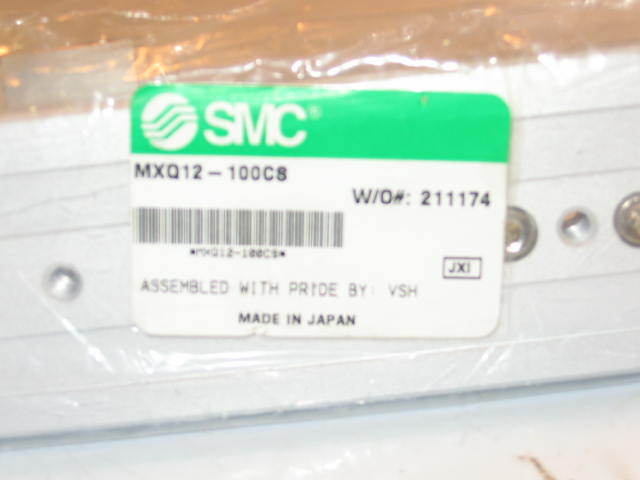 SMC®
MXQ12-100CS
W/O#: 211174
*MXQ12-100CS*
JXI
ASSEMBLED WITH PRIDE BY: VSH
MADE IN JAPAN